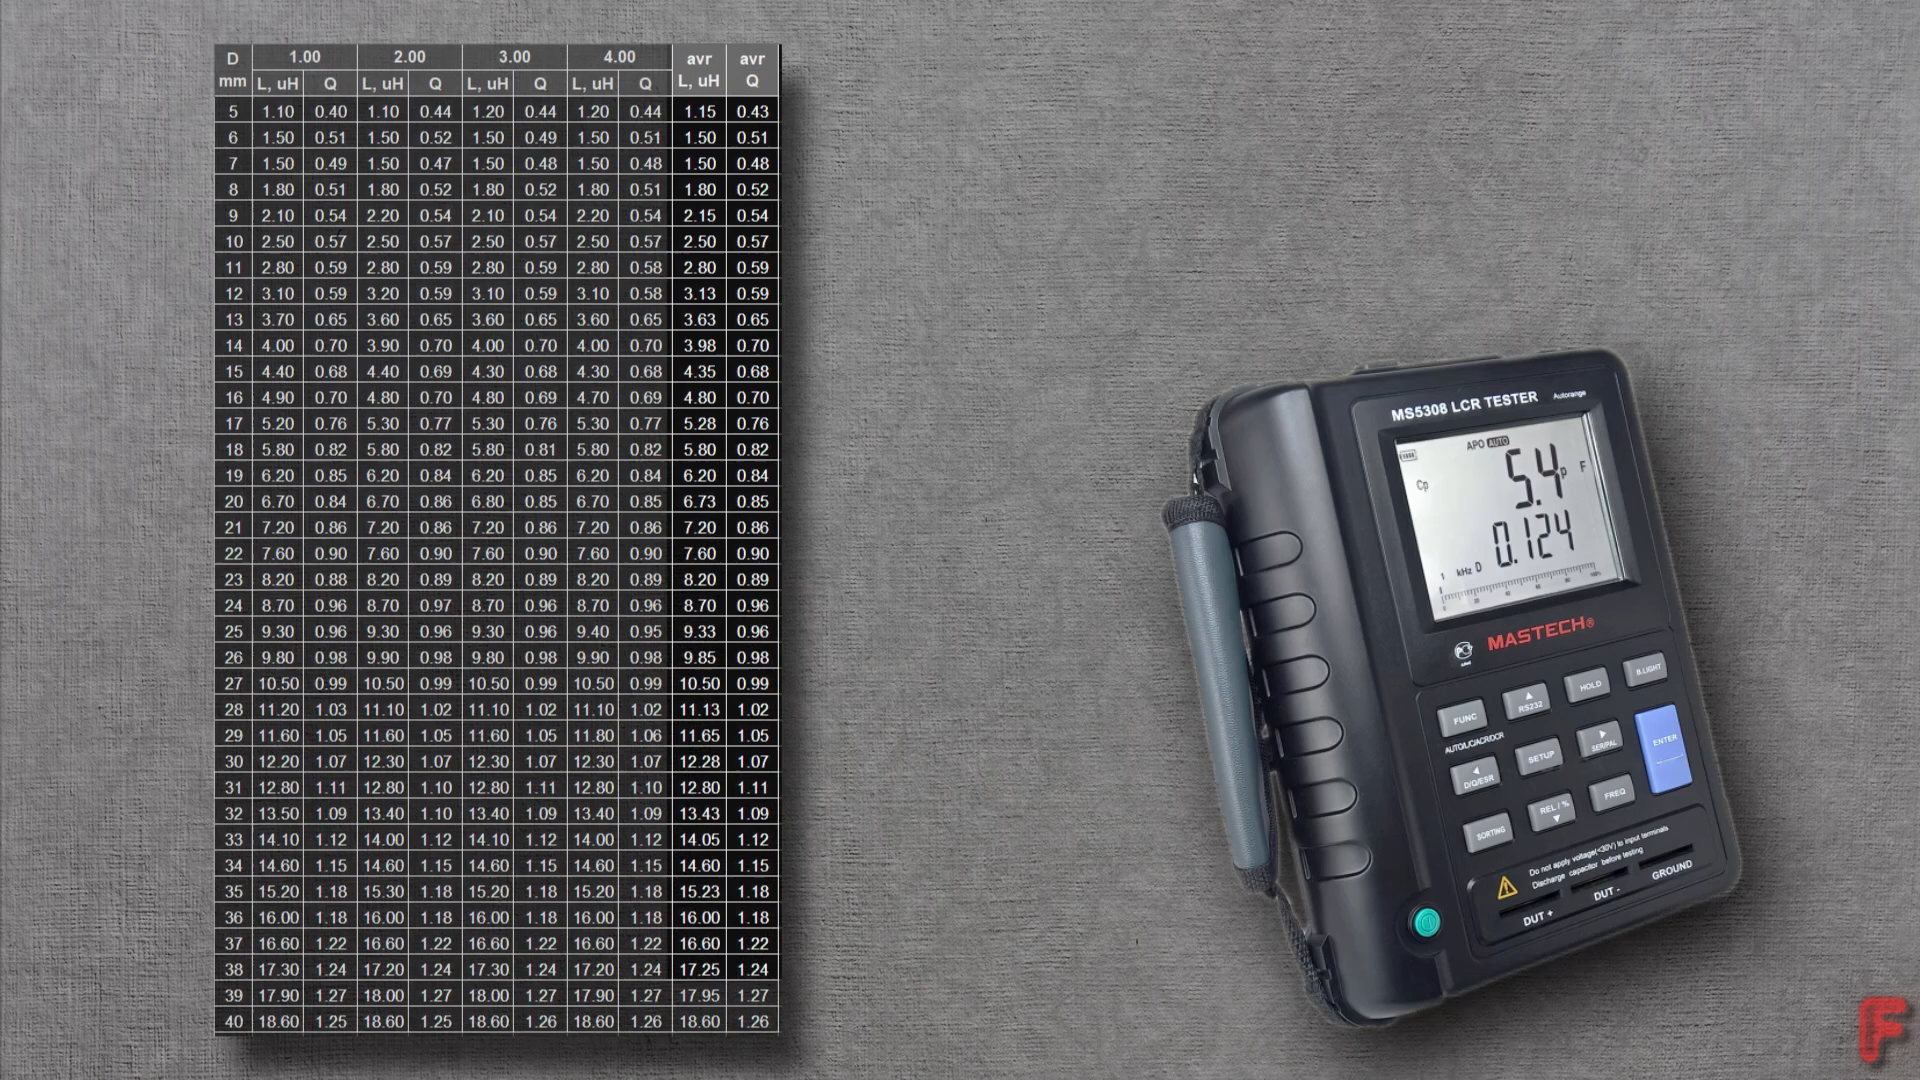 D 1.00 2.00 3.00 4.00 avr avr
mm L, uH Q L, uH Q L, uH Q L, uH Q L, uH Q
5 1.10 0.40 1.10 0.44 1.20 0.44 1.20 0.44 1.15 0.43
6 1.50 0.51 1.50 0.52 1.50 0.49 1.50 0.51 1.50 0.51
7 1.50 0.49 1.50 0.47 1.50 0.48 1.50 0.48 1.50 0.48
8 1.80 0.51 1.80 0.52 1.80 0.52 1.80 0.51 1.80 0.52
9 2.10 0.54 2.20 0.54 2.10 0.54 2.20 0.54 2.15 0.54
10 2.50 0.57 2.50 0.57 2.50 0.57 2.50 0.57 2.50 0.57
11 2.80 0.59 2.80 0.59 2.80 0.59 2.80 0.58 2.80 0.59
12 3.10 0.59 3.20 0.59 3.10 0.59 3.10 0.58 3.13 0.59
13 3.70 0.65 3.60 0.65 3.60 0.65 3.60 0.65 3.63 0.65
14 4.00 0.70 3.90 0.70 4.00 0.70 4.00 0.70 3.98 0.70
15 4.40 0.68 4.40 0.69 4.30 0.68 4.30 0.68 4.35 0.68
16 4.90 0.70 4.80 0.70 4.80 0.69 4.70 0.69 4.80 0.70
17 5.20 0.76 5.30 0.77 5.30 0.76 5.30 0.77 5.28 0.76
18 5.80 0.82 5.80 0.82 5.80 0.81 5.80 0.82 5.80 0.82
19 6.20 0.85 6.20 0.84 6.20 0.85 6.20 0.84 6.20 0.84
20 6.70 0.84 6.70 0.86 6.80 0.85 6.70 0.85 6.73 0.85
21 7.20 0.86 7.20 0.86 7.20 0.86 7.20 0.86 7.20 0.86
22 7.60 0.90 7.60 0.90 7.60 0.90 7.60 0.90 7.60 0.90
23 8.20 0.88 8.20 0.89 8.20 0.89 8.20 0.89 8.20 0.89
24 8.70 0.96 8.70 0.97 8.70 0.96 8.70 0.96 8.70 0.96
25 9.30 0.96 9.30 0.96 9.30 0.96 9.40 0.95 9.33 0.96
26 9.80 0.98 9.90 0.98 9.80 0.98 9.90 0.98 9.85 0.98
27 10.50 0.99 10.50 0.99 10.50 0.99 10.50 0.99 10.50 0.99
28 11.20 1.03 11.10 1.02 11.10 1.02 11.10 1.02 11.13 1.02
29 11.60 1.05 11.60 1.05 11.60 1.05 11.80 1.06 11.65 1.05
30 12.20 1.07 12.30 1.07 12.30 1.07 12.30 1.07 12.28 1.07
31 12.80 1.11 12.80 1.10 12.80 1.11 12.80 1.10 12.80 1.11
32 13.50 1.09 13.40 1.10 13.40 1.09 13.40 1.09 13.43 1.09
33 14.10 1.12 14.00 1.12 14.10 1.12 14.00 1.12 14.05 1.12
34 14.60 1.15 14.60 1.15 14.60 1.15 14.60 1.15 14.60 1.15
35 15.20 1.18 15.30 1.18 15.20 1.18 15.20 1.18 15.23 1.18
36 16.00 1.18 16.00 1.18 16.00 1.18 16.00 1.18 16.00 1.18
37 16.60 1.22 16.60 1.22 16.60 1.22 16.60 1.22 16.60 1.22
38 17.30 1.24 17.20 1.24 17.30 1.24 17.20 1.24 17.25 1.24
39 17.90 1.27 18.00 1.27 18.00 1.27 17.90 1.27 17.95 1.27
40 18.60 1.25 18.60 1.25 18.60 1.26 18.60 1.26 18.60 1.26
MS5308 LCR TESTER Autorange
APO AUTO
Cp 5.4 p F
1 kHz D 0.124
0 20 40 60 80 100%
MASTECH®
FUNC RS232 HOLD B.LIGHT
AUTO/L/C/R/DCR
D/Q/ESR SETUP SER/PAL ENTER
SORTING REL / % FREQ
Do not apply voltage(<30V) to input terminals
Discharge capacitior before testing
DUT + DUT - GROUND
F